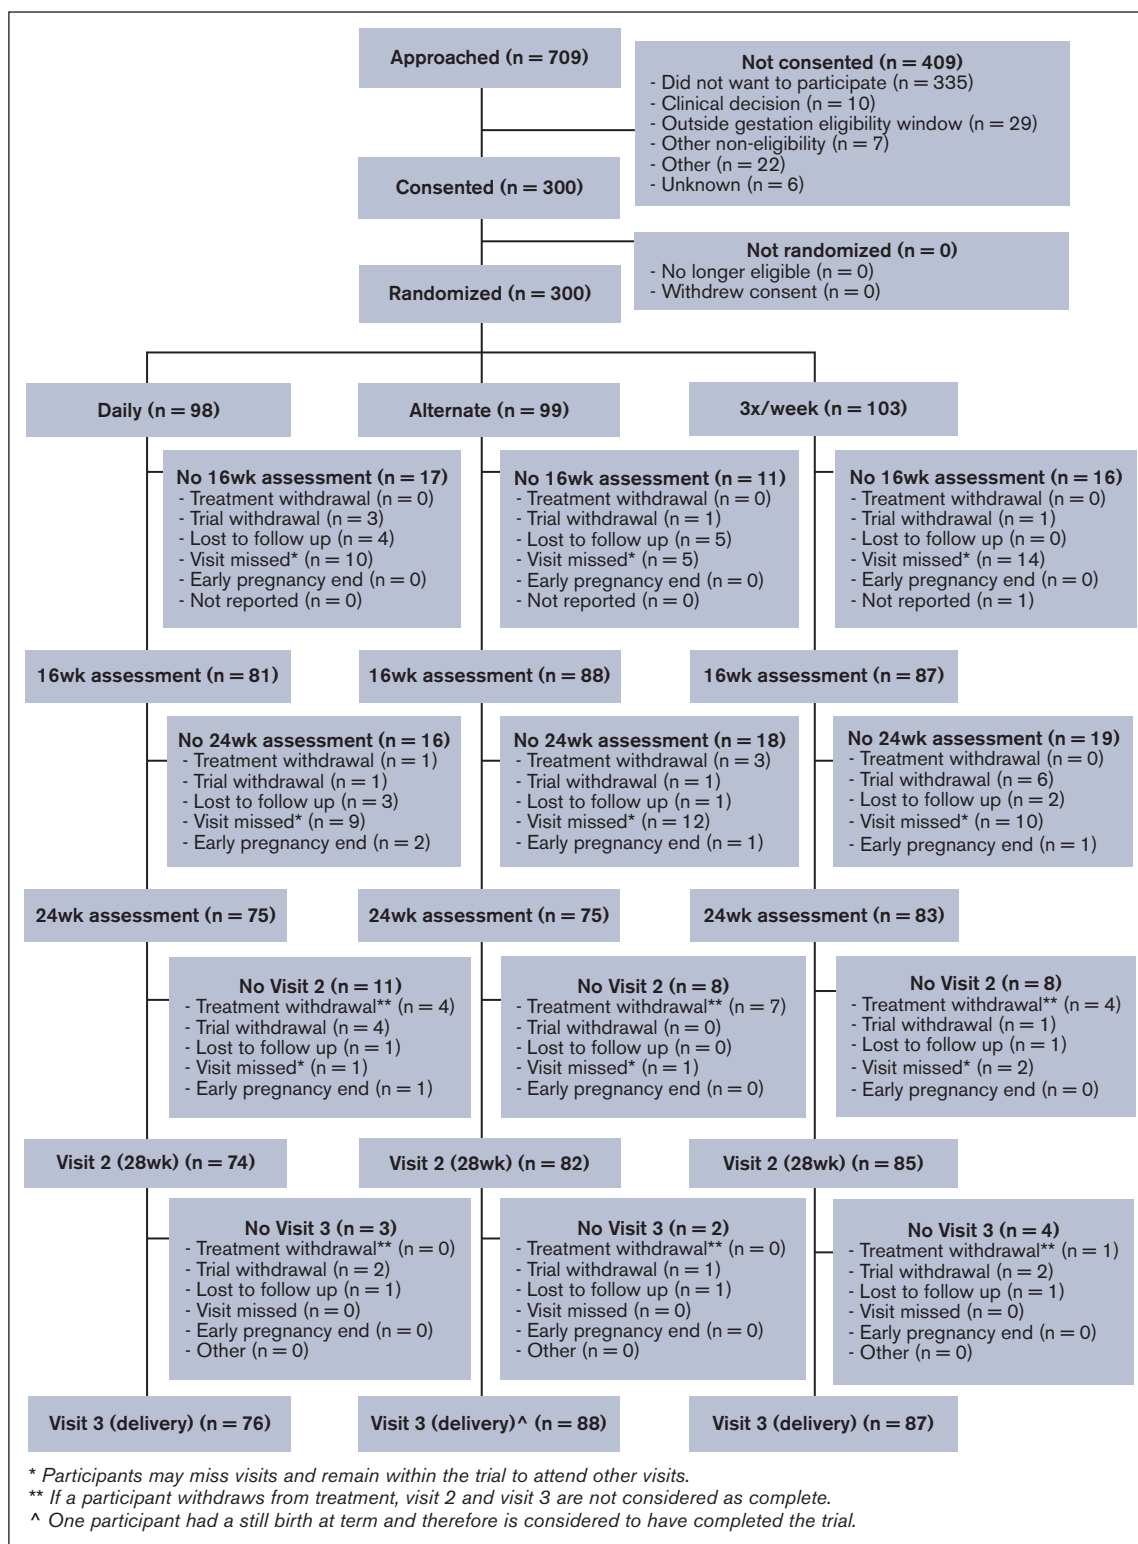 Approached (n = 709)
Not consented (n = 409)
- Did not want to participate (n = 335)
- Clinical decision (n = 10)
- Outside gestation eligibility window (n = 29)
- Other non-eligibility (n = 7)
- Other (n = 22)
- Unknown (n = 6)
Consented (n = 300)
Not randomized (n = 0)
- No longer eligible (n = 0)
- Withdrew consent (n = 0)
Randomized (n = 300)
Daily (n = 98)
Alternate (n = 99)
3x/week (n = 103)
No 16wk assessment (n = 17)
- Treatment withdrawal (n = 0)
- Trial withdrawal (n = 3)
- Lost to follow up (n = 4)
- Visit missed* (n = 10)
- Early pregnancy end (n = 0)
- Not reported (n = 0)
No 16wk assessment (n = 11)
- Treatment withdrawal (n = 0)
- Trial withdrawal (n = 1)
- Lost to follow up (n = 5)
- Visit missed* (n = 5)
- Early pregnancy end (n = 0)
- Not reported (n = 0)
No 16wk assessment (n = 16)
- Treatment withdrawal (n = 0)
- Trial withdrawal (n = 1)
- Lost to follow up (n = 0)
- Visit missed* (n = 14)
- Early pregnancy end (n = 0)
- Not reported (n = 1)
16wk assessment (n = 81)
16wk assessment (n = 88)
16wk assessment (n = 87)
No 24wk assessment (n = 16)
- Treatment withdrawal (n = 1)
- Trial withdrawal (n = 1)
- Lost to follow up (n = 3)
- Visit missed* (n = 9)
- Early pregnancy end (n = 2)
No 24wk assessment (n = 18)
- Treatment withdrawal (n = 3)
- Trial withdrawal (n = 1)
- Lost to follow up (n = 1)
- Visit missed* (n = 12)
- Early pregnancy end (n = 1)
No 24wk assessment (n = 19)
- Treatment withdrawal (n = 0)
- Trial withdrawal (n = 6)
- Lost to follow up (n = 2)
- Visit missed* (n = 10)
- Early pregnancy end (n = 1)
24wk assessment (n = 75)
24wk assessment (n = 75)
24wk assessment (n = 83)
No Visit 2 (n = 11)
- Treatment withdrawal** (n = 4)
- Trial withdrawal (n = 4)
- Lost to follow up (n = 1)
- Visit missed* (n = 1)
- Early pregnancy end (n = 1)
No Visit 2 (n = 8)
- Treatment withdrawal** (n = 7)
- Trial withdrawal (n = 0)
- Lost to follow up (n = 0)
- Visit missed* (n = 1)
- Early pregnancy end (n = 0)
No Visit 2 (n = 8)
- Treatment withdrawal** (n = 4)
- Trial withdrawal (n = 1)
- Lost to follow up (n = 1)
- Visit missed* (n = 2)
- Early pregnancy end (n = 0)
Visit 2 (28wk) (n = 74)
Visit 2 (28wk) (n = 82)
Visit 2 (28wk) (n = 85)
No Visit 3 (n = 3)
- Treatment withdrawal** (n = 0)
- Trial withdrawal (n = 2)
- Lost to follow up (n = 1)
- Visit missed (n = 0)
- Early pregnancy end (n = 0)
- Other (n = 0)
No Visit 3 (n = 2)
- Treatment withdrawal** (n = 0)
- Trial withdrawal (n = 1)
- Lost to follow up (n = 1)
- Visit missed (n = 0)
- Early pregnancy end (n = 0)
- Other (n = 0)
No Visit 3 (n = 4)
- Treatment withdrawal** (n = 1)
- Trial withdrawal (n = 2)
- Lost to follow up (n = 1)
- Visit missed (n = 0)
- Early pregnancy end (n = 0)
- Other (n = 0)
Visit 3 (delivery) (n = 76)
Visit 3 (delivery)^ (n = 88)
Visit 3 (delivery) (n = 87)
* Participants may miss visits and remain within the trial to attend other visits.
** If a participant withdraws from treatment, visit 2 and visit 3 are not considered as complete.
^ One participant had a still birth at term and therefore is considered to have completed the trial.